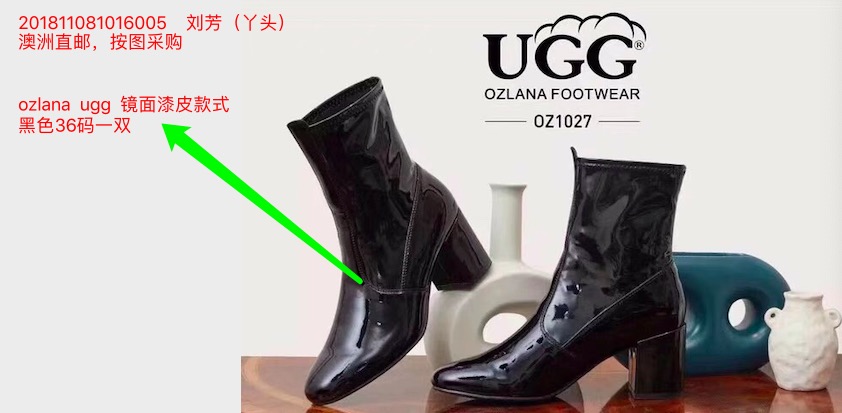 201811081016005 刘芳（丫头）
澳洲直邮，按图采购
ozlana ugg 镜面漆皮款式
黑色36码一双
UGG®
OZLANA FOOTWEAR
OZ1027